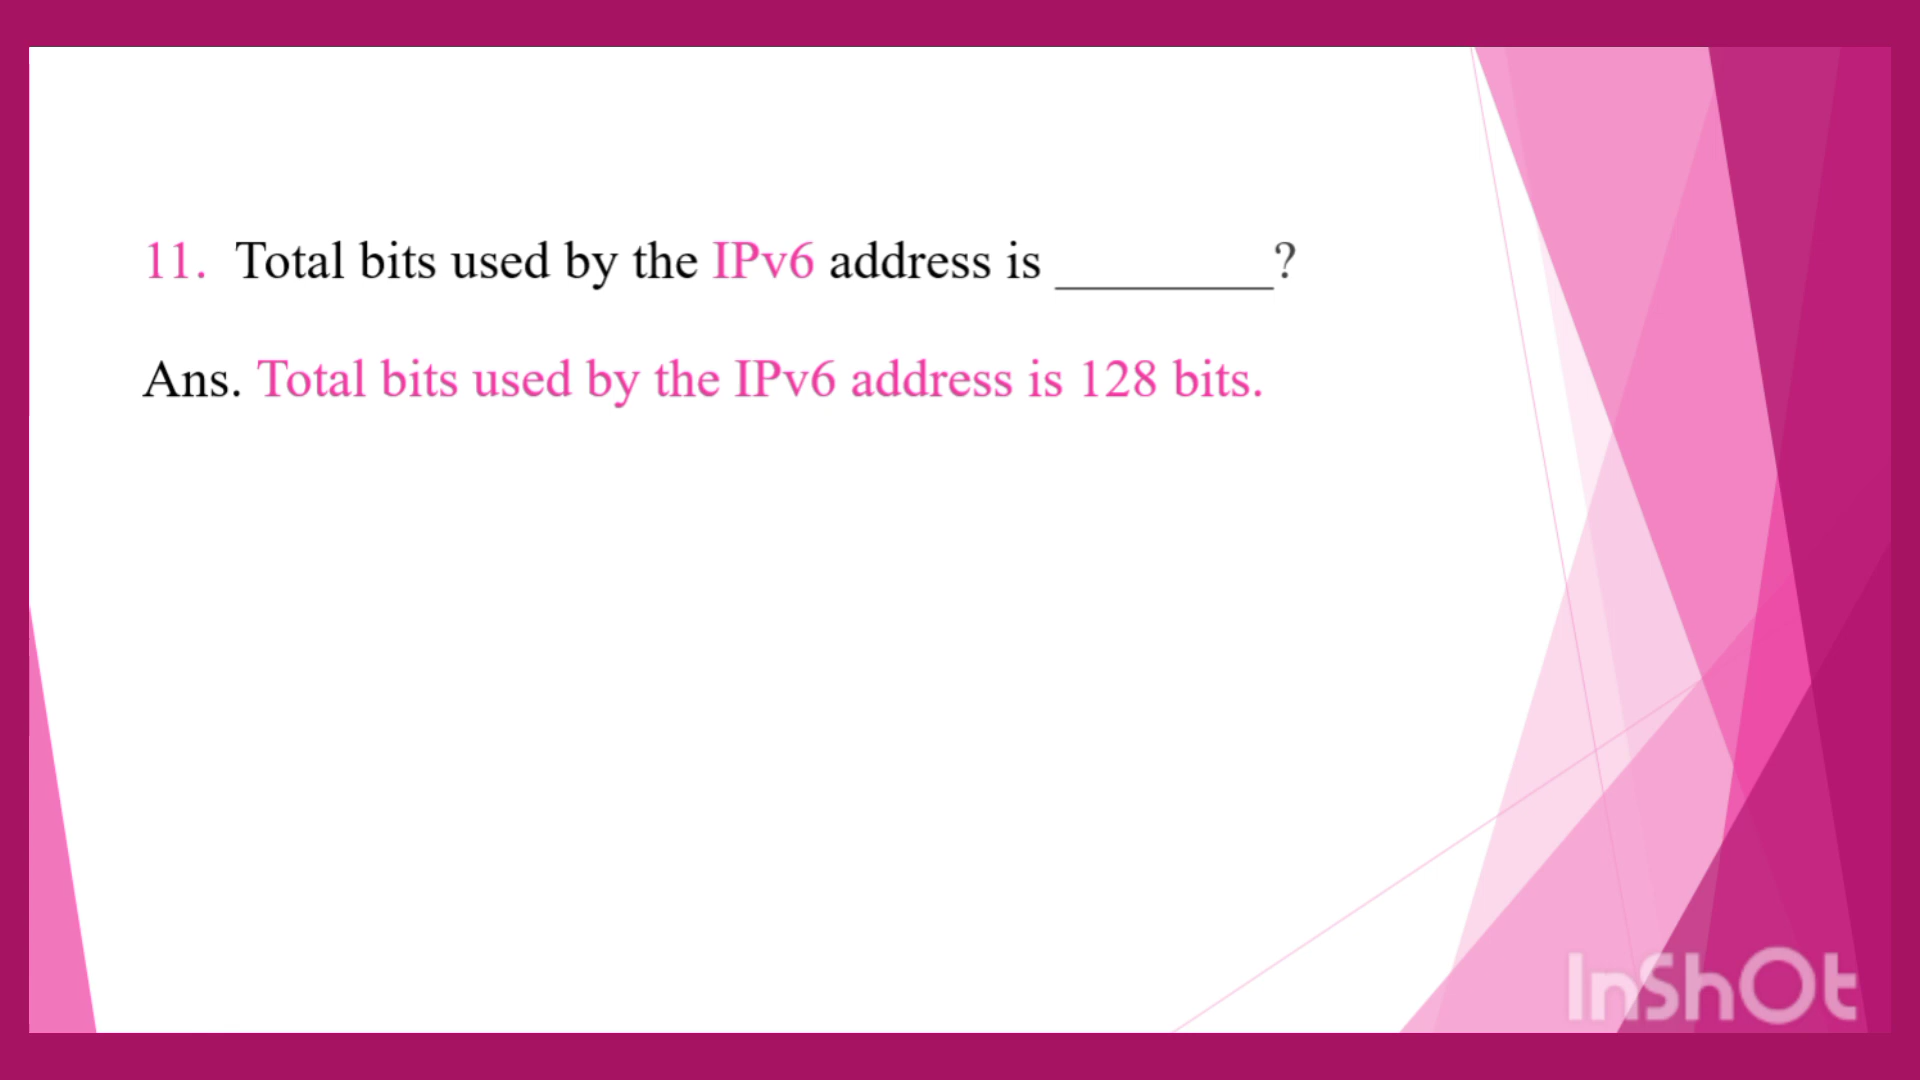 11. Total bits used by the IPv6 address is ________?
Ans. Total bits used by the IPv6 address is 128 bits.
InShOt